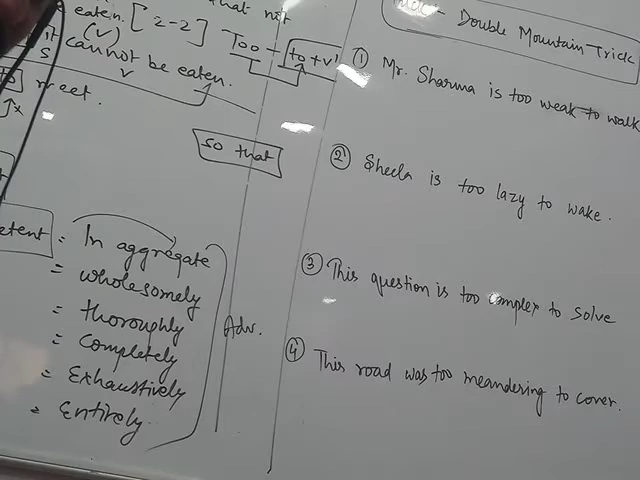 that not
eaten. [2-2]
(V)
it
S
cannot be eaten.
V
Too + to + V'
rreet.
x
so that
etent = In aggregate
= wholesomely
= thoroughly
= Completely
= Exhaustively
= Entirely
Adv.
- Double Mountain Trick
① Mr. Sharma is too weak to walk
② Sheela is too lazy to wake.
③ This question is too complex to solve
④ This road was too meandering to cover.